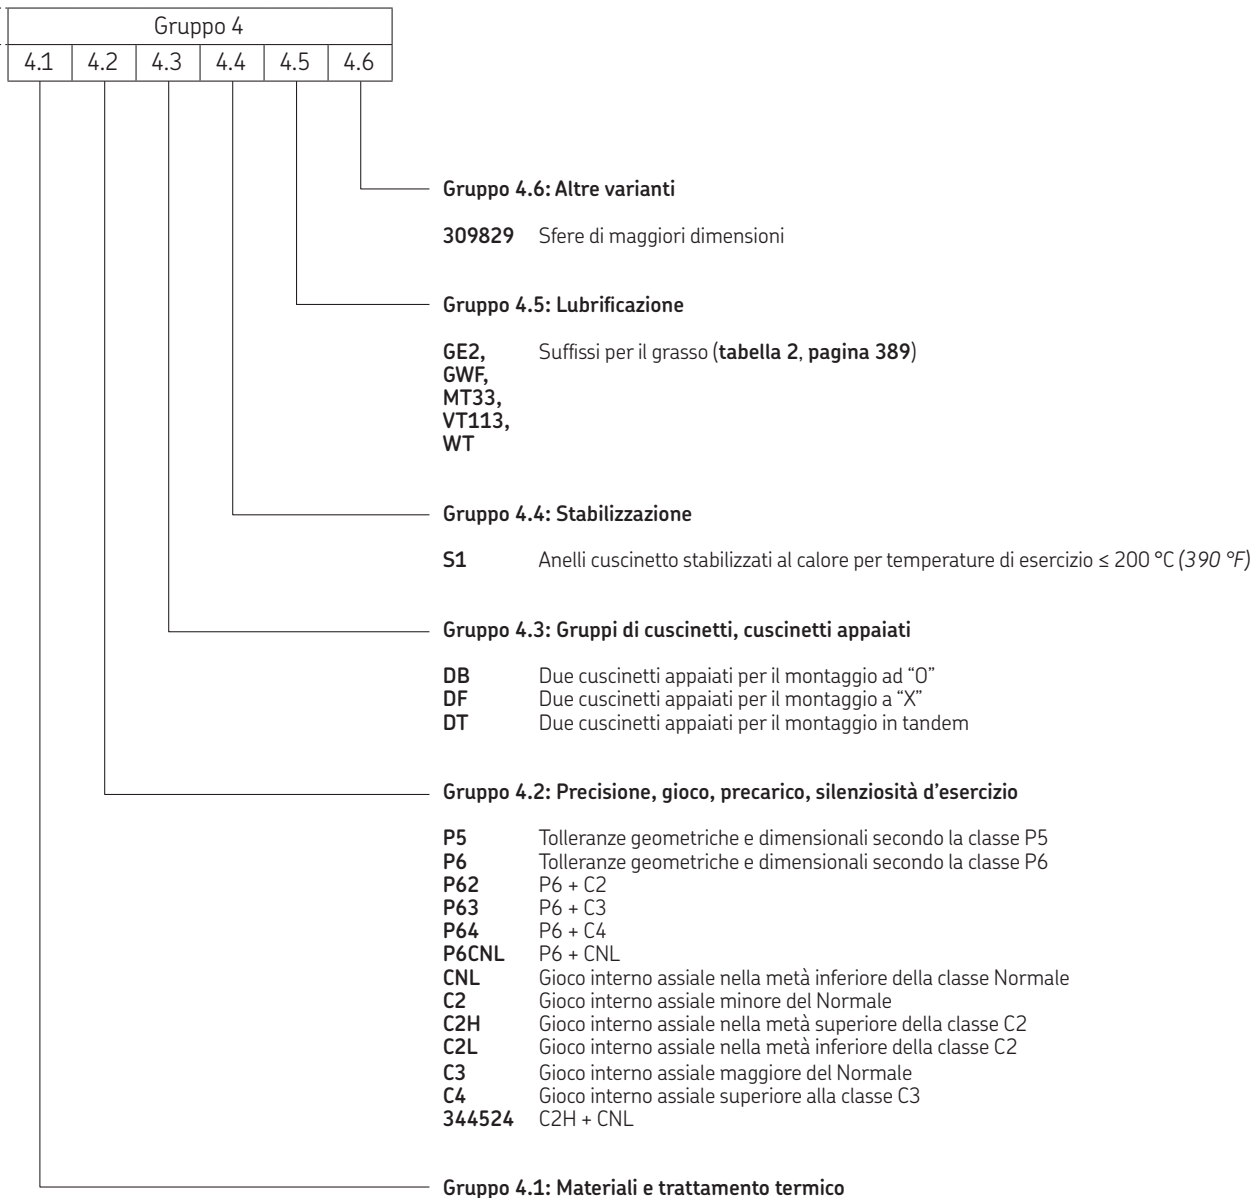 Gruppo 4
4.1 4.2 4.3 4.4 4.5 4.6
Gruppo 4.6: Altre varianti
309829 Sfere di maggiori dimensioni
Gruppo 4.5: Lubrificazione
GE2, Suffissi per il grasso (tabella 2, pagina 389)
GWF,
MT33,
VT113,
WT
Gruppo 4.4: Stabilizzazione
S1 Anelli cuscinetto stabilizzati al calore per temperature di esercizio ≤ 200 °C (390 °F)
Gruppo 4.3: Gruppi di cuscinetti, cuscinetti appaiati
DB Due cuscinetti appaiati per il montaggio ad “O”
DF Due cuscinetti appaiati per il montaggio a “X”
DT Due cuscinetti appaiati per il montaggio in tandem
Gruppo 4.2: Precisione, gioco, precarico, silenziosità d’esercizio
P5 Tolleranze geometriche e dimensionali secondo la classe P5
P6 Tolleranze geometriche e dimensionali secondo la classe P6
P62 P6 + C2
P63 P6 + C3
P64 P6 + C4
P6CNL P6 + CNL
CNL Gioco interno assiale nella metà inferiore della classe Normale
C2 Gioco interno assiale minore del Normale
C2H Gioco interno assiale nella metà superiore della classe C2
C2L Gioco interno assiale nella metà inferiore della classe C2
C3 Gioco interno assiale maggiore del Normale
C4 Gioco interno assiale superiore alla classe C3
344524 C2H + CNL
Gruppo 4.1: Materiali e trattamento termico